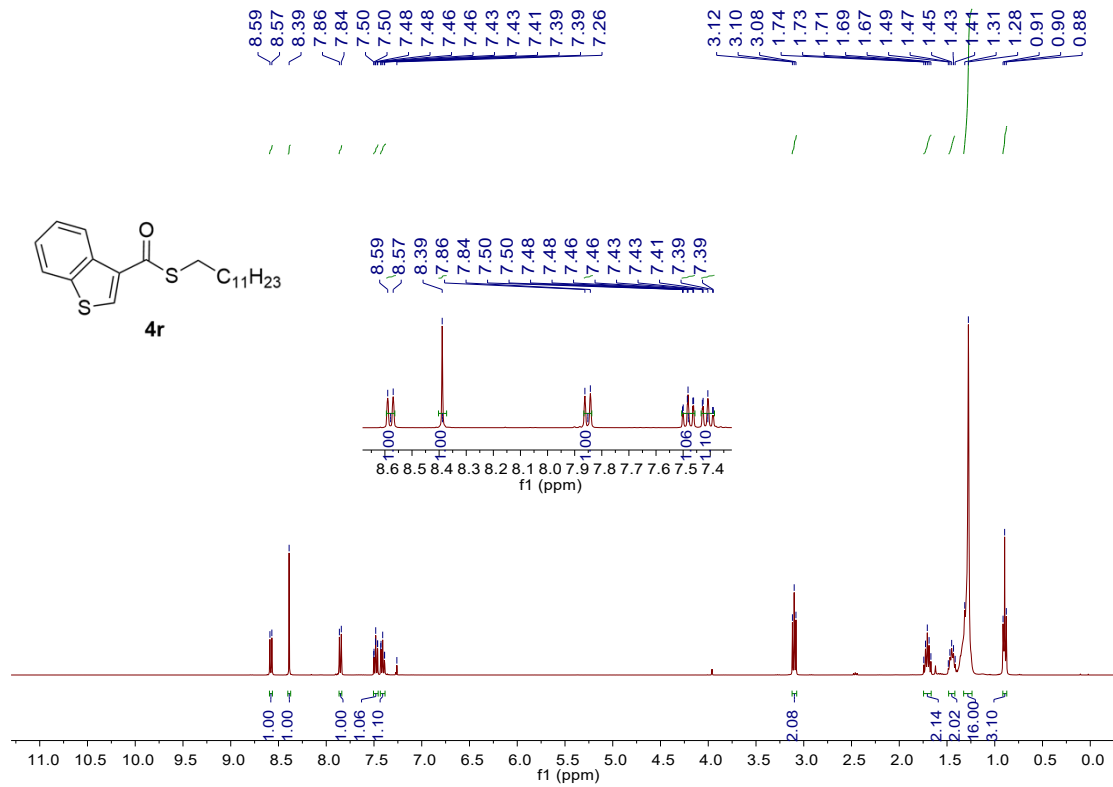 8.59 8.57 8.39 7.86 7.84 7.50 7.50 7.48 7.48 7.46 7.46 7.43 7.43 7.41 7.39 7.39 7.26 3.12 3.10 3.08 1.74 1.73 1.71 1.69 1.67 1.49 1.47 1.45 1.43 1.41 1.31 1.28 0.91 0.90 0.88
O
S
C11H23
S
4r
8.59 8.57 8.39 7.86 7.84 7.50 7.50 7.48 7.48 7.46 7.46 7.43 7.43 7.41 7.39 7.39
1.00 1.00 1.00 1.06 1.10
8.6 8.5 8.4 8.3 8.2 8.1 8.0 7.9 7.8 7.7 7.6 7.5 7.4
f1 (ppm)
1.00 1.00 1.00 1.06 1.10 2.08 2.14 2.02 16.00 3.10
11.0 10.5 10.0 9.5 9.0 8.5 8.0 7.5 7.0 6.5 6.0 5.5 5.0 4.5 4.0 3.5 3.0 2.5 2.0 1.5 1.0 0.5 0.0
f1 (ppm)